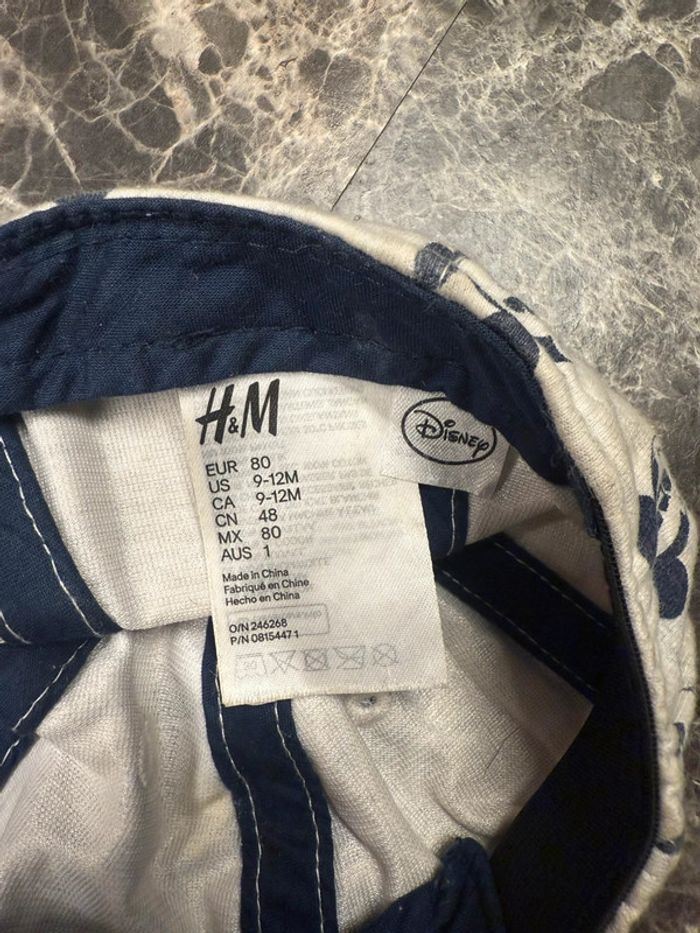 H&M
Disney
EUR 80
US 9-12M
CA 9-12M
CN 48
MX 80
AUS 1
Made in China
Fabriqué en Chine
Hecho en China
O/N 246268
P/N 0815447 1